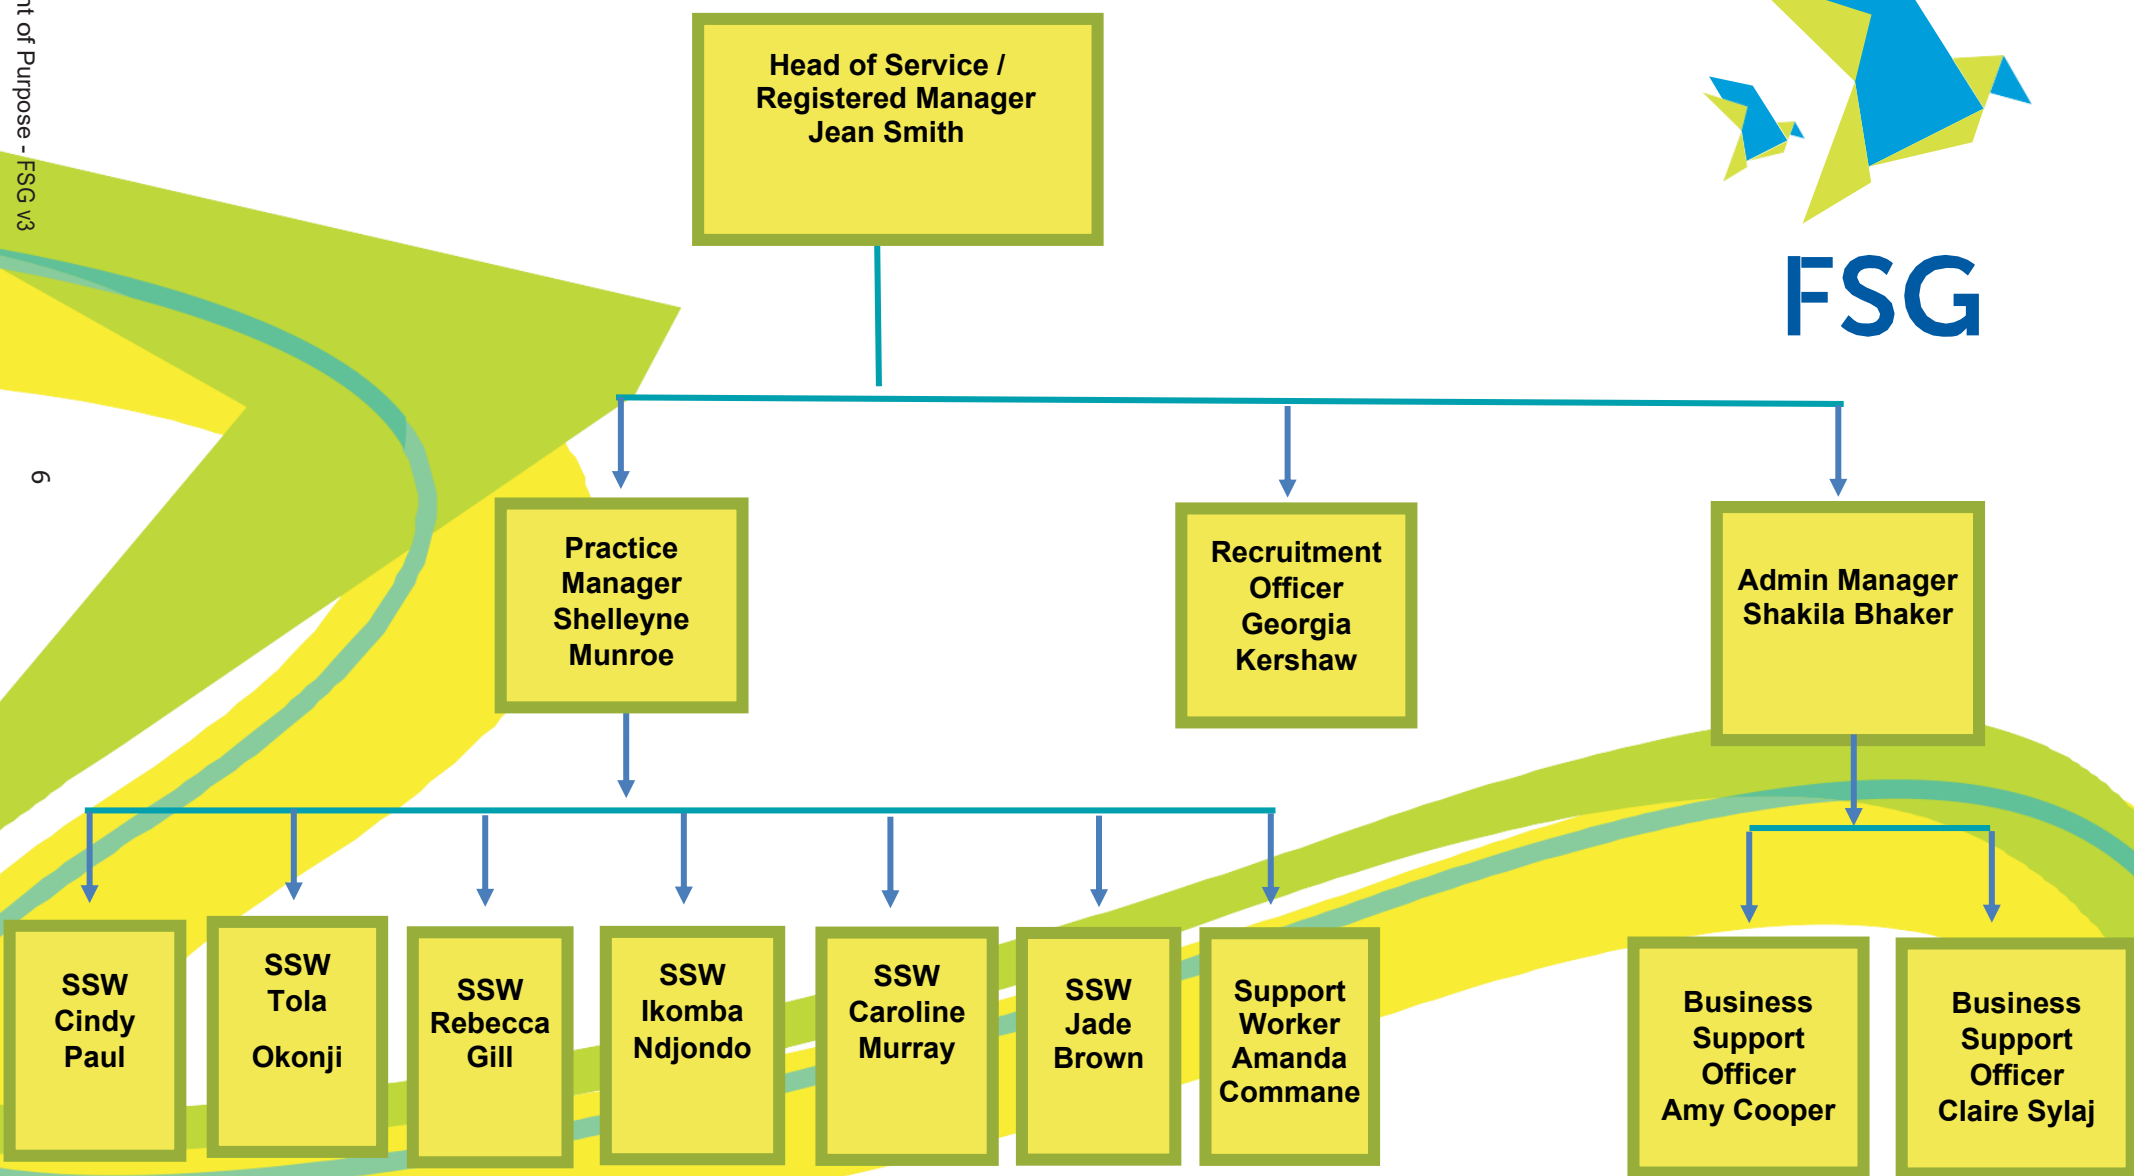 of Purpose - FSG v3
6
Head of Service /
Registered Manager
Jean Smith
FSG
Practice
Manager
Shelleyne
Munroe
Recruitment
Officer
Georgia
Kershaw
Admin Manager
Shakila Bhaker
SSW
Cindy
Paul
SSW
Tola
Okonji
SSW
Rebecca
Gill
SSW
Ikomba
Ndjondo
SSW
Caroline
Murray
SSW
Jade
Brown
Support
Worker
Amanda
Commane
Business
Support
Officer
Amy Cooper
Business
Support
Officer
Claire Sylaj